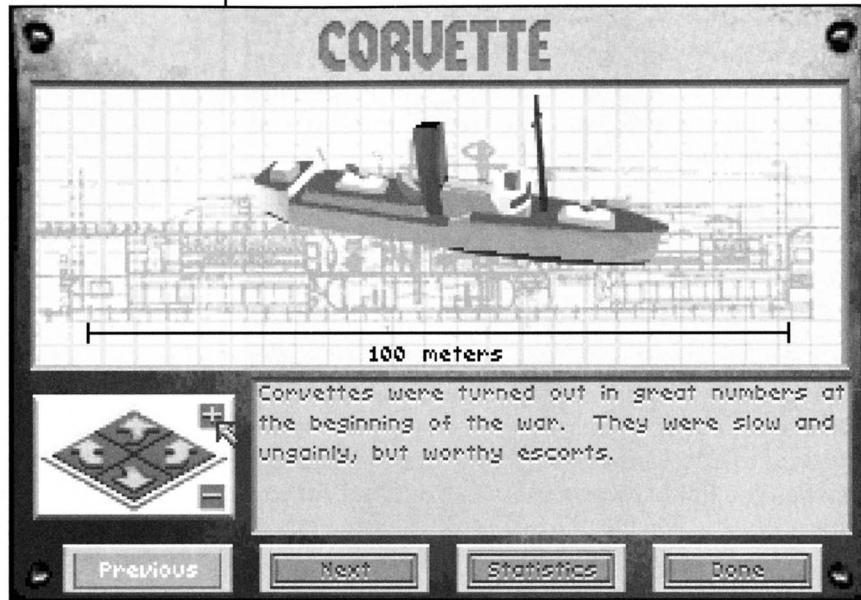 CORVETTE
100 meters
Corvettes were turned out in great numbers at
the beginning of the war.  They were slow and
ungainly, but worthy escorts.
Previous
Next
Statistics
Done